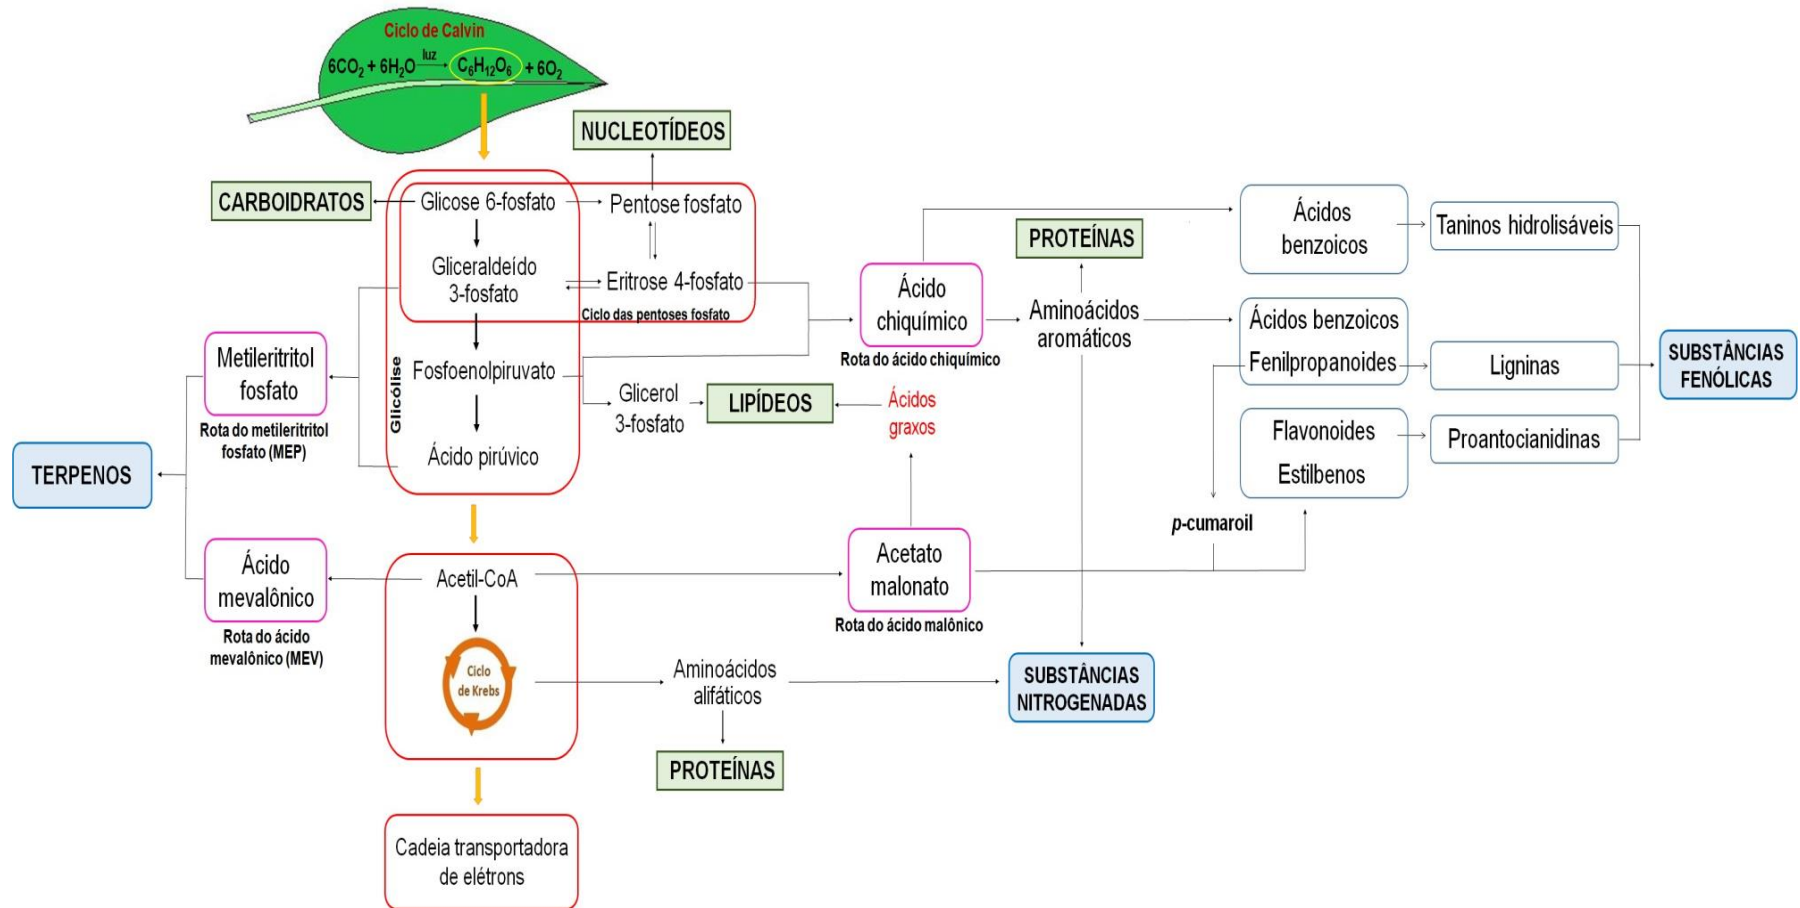 Ciclo de Calvin
6CO₂ + 6H₂O luz C₆H₁₂O₆ + 6O₂
NUCLEOTÍDEOS
CARBOIDRATOS
Glicose 6-fosfato
Pentose fosfato
Gliceraldeído
3-fosfato
Eritrose 4-fosfato
Ciclo das pentoses fosfato
Glicólise
Fosfoenolpiruvato
Ácido pirúvico
Glicerol
3-fosfato
LIPÍDEOS
Ácidos
graxos
Metileritritol
fosfato
Rota do metileritritol
fosfato (MEP)
TERPENOS
Ácido
mevalônico
Rota do ácido
mevalônico (MEV)
Acetil-CoA
Ciclo
de Krebs
Cadeia transportadora
de elétrons
Aminoácidos
alifáticos
PROTEÍNAS
Ácido
chiquímico
Rota do ácido chiquímico
PROTEÍNAS
Aminoácidos
aromáticos
Acetato
malonato
Rota do ácido malônico
SUBSTÂNCIAS
NITROGENADAS
Ácidos
benzoicos
Taninos hidrolisáveis
Ácidos benzoicos
Fenilpropanoides
Ligninas
Flavonoides
Estilbenos
Proantocianidinas
p-cumaroil
SUBSTÂNCIAS
FENÓLICAS